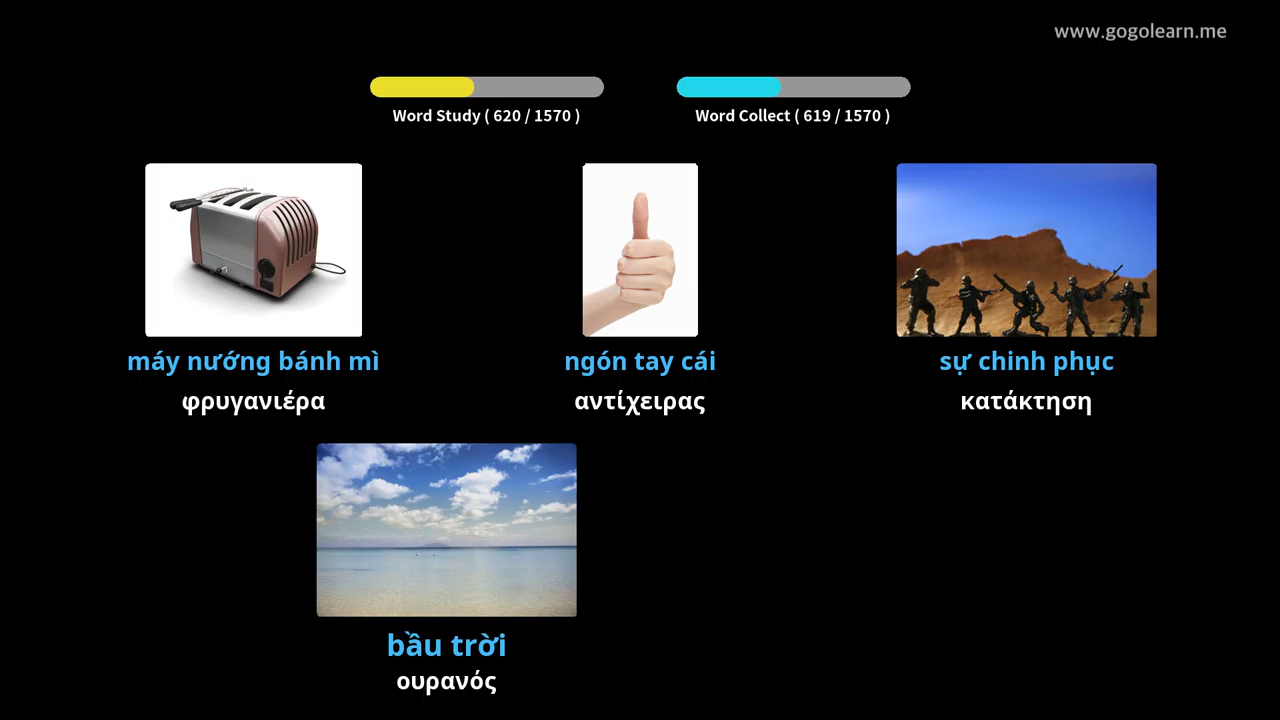 www.gogolearn.me
Word Study ( 620 / 1570 )
Word Collect ( 619 / 1570 )
máy nướng bánh mì
ngón tay cái
sự chinh phục
φρυγανιέρα
αντίχειρας
κατάκτηση
bầu trời
ουρανός